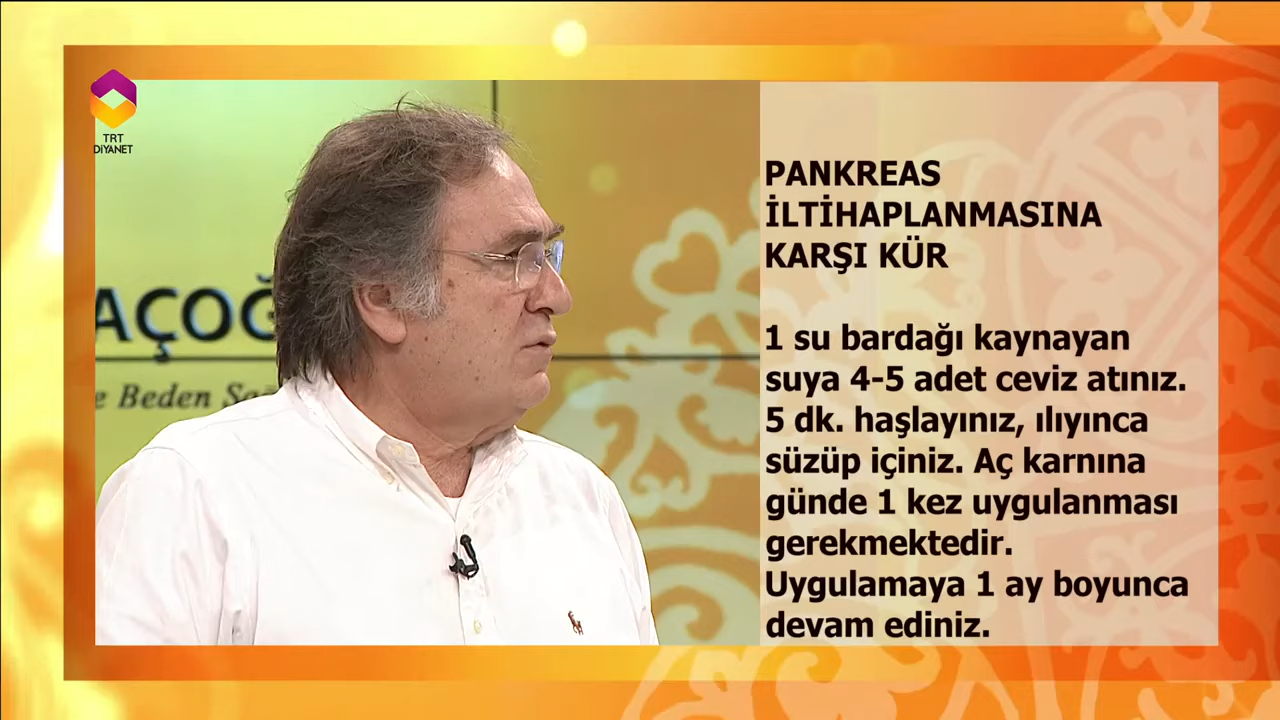 TRT
DİYANET
AÇOĞ
e Beden Sağ
PANKREAS
İLTİHAPLANMASINA
KARŞI KÜR
1 su bardağı kaynayan
suya 4-5 adet ceviz atınız.
5 dk. haşlayınız, ılıyınca
süzüp içiniz. Aç karnına
günde 1 kez uygulanması
gerekmektedir.
Uygulamaya 1 ay boyunca
devam ediniz.